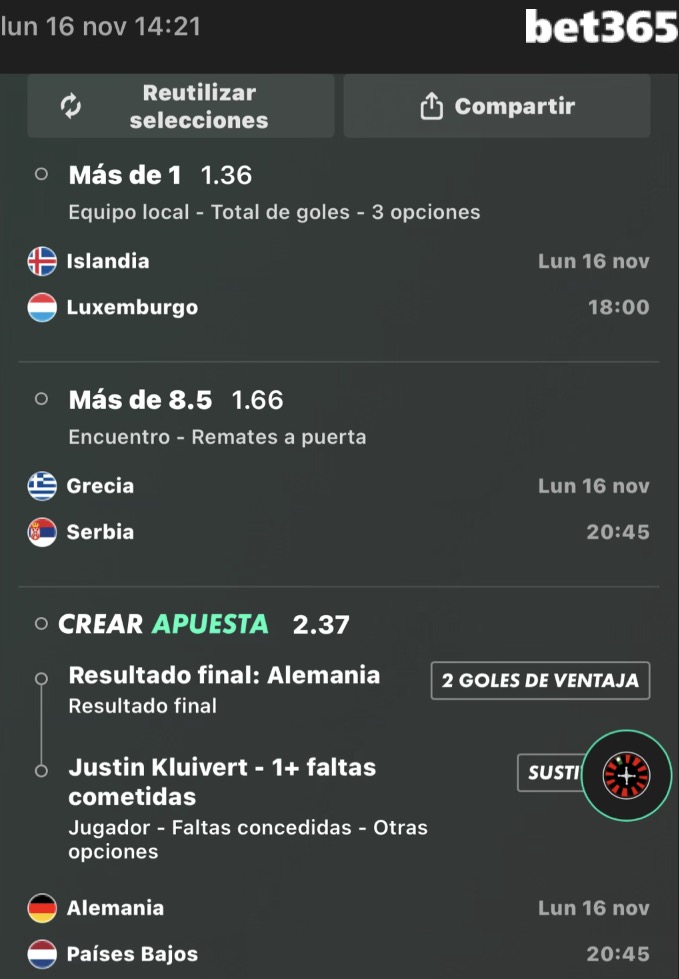 lun 16 nov 14:21
bet365
Reutilizar
selecciones
Compartir
Más de 1 1.36
Equipo local - Total de goles - 3 opciones
Islandia Lun 16 nov
Luxemburgo 18:00
Más de 8.5 1.66
Encuentro - Remates a puerta
Grecia Lun 16 nov
Serbia 20:45
CREAR APUESTA 2.37
Resultado final: Alemania 2 GOLES DE VENTAJA
Resultado final
Justin Kluivert - 1+ faltas
cometidas
SUSTI
Jugador - Faltas concedidas - Otras
opciones
Alemania Lun 16 nov
Países Bajos 20:45